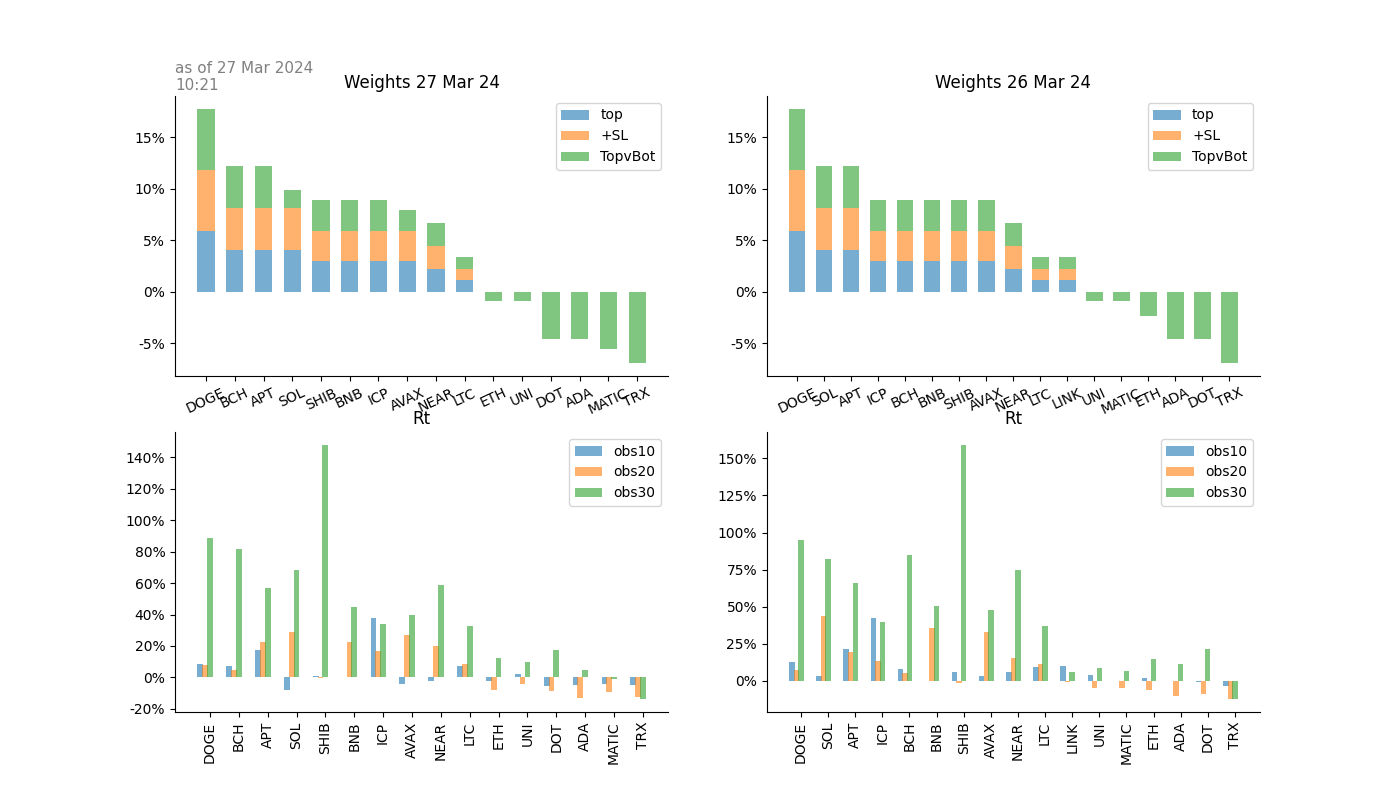 as of 27 Mar 2024
10:21
Weights 27 Mar 24
15%
10%
5%
0%
-5%
top
+SL
TopvBot
DOGE BCH APT SOL SHIB BNB ICP AVAX NEAR LTC ETH UNI DOT ADA MATIC TRX
Weights 26 Mar 24
15%
10%
5%
0%
-5%
top
+SL
TopvBot
DOGE SOL APT ICP BCH BNB SHIB AVAX NEAR LTC LINK UNI MATIC ETH ADA DOT TRX
Rt
140%
120%
100%
80%
60%
40%
20%
0%
-20%
obs10
obs20
obs30
DOGE BCH APT SOL SHIB BNB ICP AVAX NEAR LTC ETH UNI DOT ADA MATIC TRX
Rt
150%
125%
100%
75%
50%
25%
0%
obs10
obs20
obs30
DOGE SOL APT ICP BCH BNB SHIB AVAX NEAR LTC LINK UNI MATIC ETH ADA DOT TRX